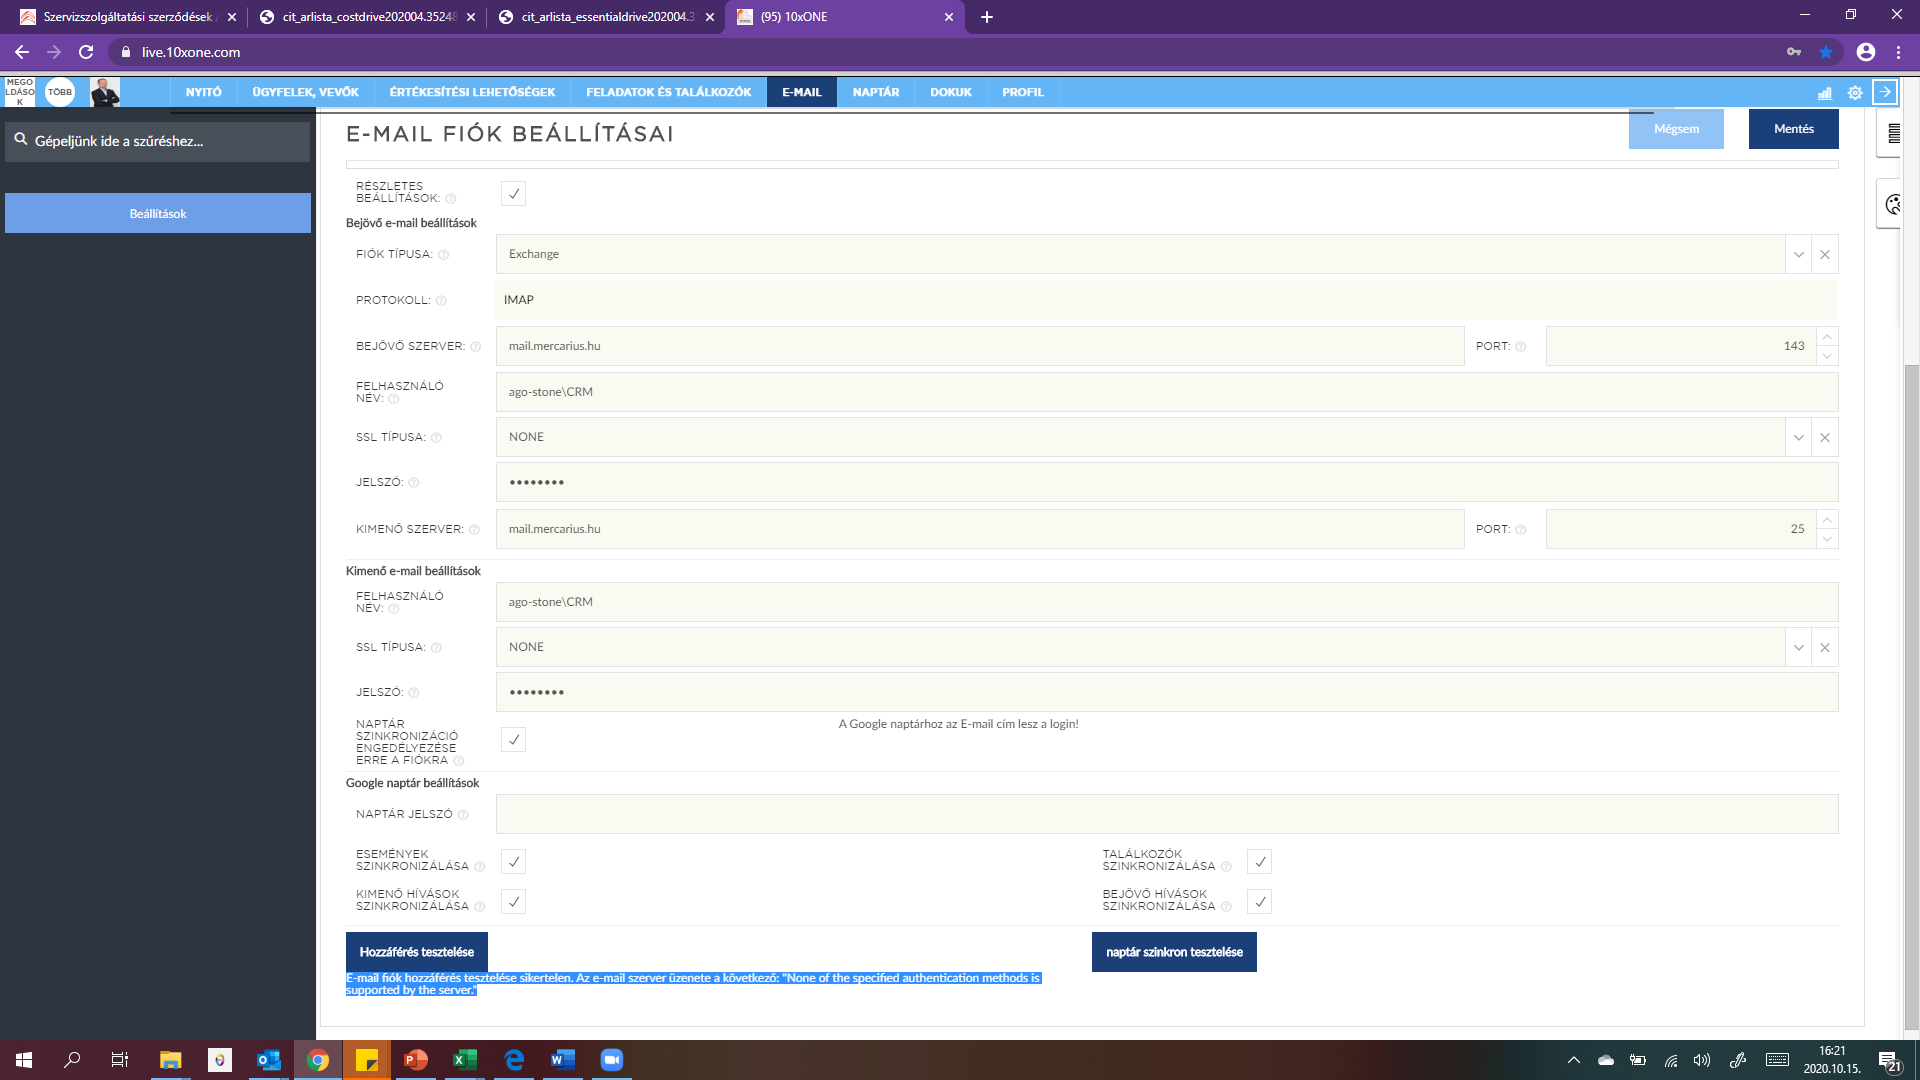 Szervizszolgáltatási szerződések
cit_arlista_costdrive202004.35248
cit_arlista_essentialdrive202004.3
(95) 10xONE
live.10xone.com
MEGO
LDÁSO
K
TÖBB
NYITÓ
ÜGYFELEK, VEVŐK
ÉRTÉKESÍTÉSI LEHETŐSÉGEK
FELADATOK ÉS TALÁLKOZÓK
E-MAIL
NAPTÁR
DOKUK
PROFIL
Gépeljünk ide a szűréshez...
Beállítások
E-MAIL FIÓK BEÁLLÍTÁSAI
Mégsem
Mentés
RÉSZLETES
BEÁLLÍTÁSOK:
Bejövő e-mail beállítások
FIÓK TÍPUSA:
Exchange
PROTOKOLL:
IMAP
BEJÖVŐ SZERVER:
mail.mercarius.hu
PORT:
143
FELHASZNÁLÓ
NÉV:
ago-stone\CRM
SSL TÍPUSA:
NONE
JELSZÓ:
••••••••
KIMENŐ SZERVER:
mail.mercarius.hu
PORT:
25
Kimenő e-mail beállítások
FELHASZNÁLÓ
NÉV:
ago-stone\CRM
SSL TÍPUSA:
NONE
JELSZÓ:
••••••••
NAPTÁR
SZINKRONIZÁCIÓ
ENGEDÉLYEZÉSE
ERRE A FIÓKRA
A Google naptárhoz az E-mail cím lesz a login!
Google naptár beállítások
NAPTÁR JELSZÓ
ESEMÉNYEK
SZINKRONIZÁLÁSA
TALÁLKOZÓK
SZINKRONIZÁLÁSA
KIMENŐ HÍVÁSOK
SZINKRONIZÁLÁSA
BEJÖVŐ HÍVÁSOK
SZINKRONIZÁLÁSA
Hozzáférés tesztelése
naptár szinkron tesztelése
E-mail fiók hozzáférés tesztelése sikertelen. Az e-mail szerver üzenete a következő: "None of the specified authentication methods is
supported by the server."
16:21
2020.10.15.
21